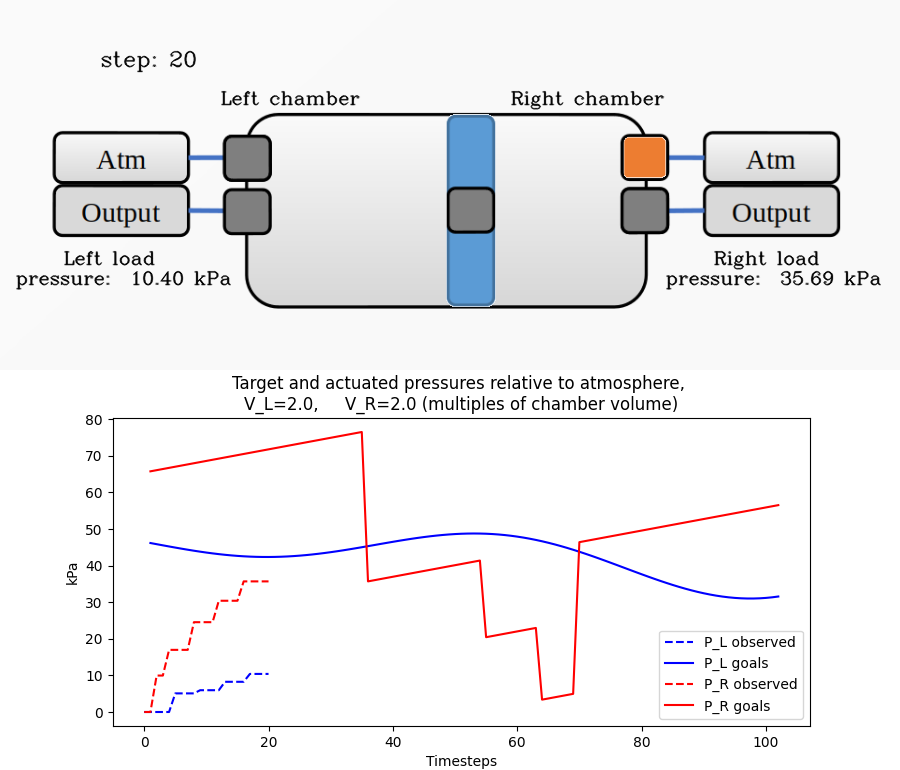 step: 20
Left chamber
Right chamber
Atm
Atm
Output
Output
Left load
pressure: 10.40 kPa
Right load
pressure: 35.69 kPa
Target and actuated pressures relative to atmosphere,
V_L=2.0, V_R=2.0 (multiples of chamber volume)
80
70
60
50
40
30
20
10
0
kPa
P_L observed
P_L goals
P_R observed
P_R goals
0 20 40 60 80 100
Timesteps